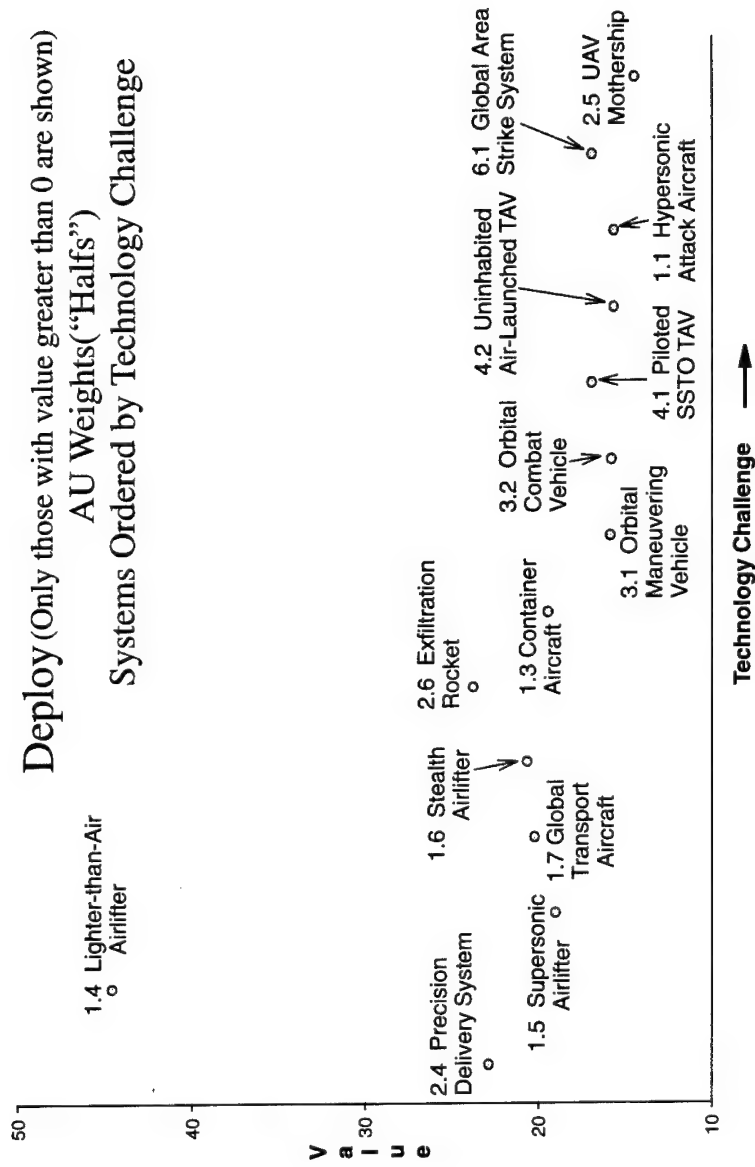 Deploy (Only those with value greater than 0 are shown)
AU Weights(“Halfs”)
Systems Ordered by Technology Challenge
50
40
30
20
10
V a l u e
1.4 Lighter-than-Air
Airlifter
2.4 Precision
Delivery System
1.5 Supersonic
Airlifter
1.7 Global
Transport
Aircraft
1.6 Stealth
Airlifter
2.6 Exfiltration
Rocket
1.3 Container
Aircraft
3.1 Orbital
Maneuvering
Vehicle
3.2 Orbital
Combat
Vehicle
4.1 Piloted
SSTO TAV
4.2 Uninhabited
Air-Launched TAV
1.1 Hypersonic
Attack Aircraft
6.1 Global Area
Strike System
2.5 UAV
Mothership
Technology Challenge